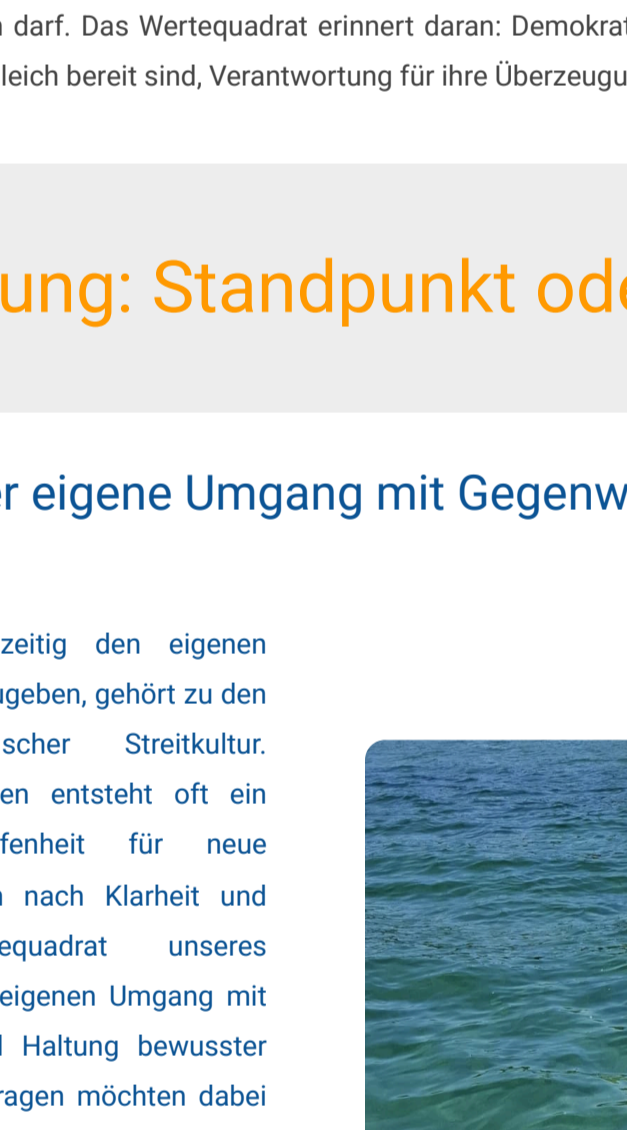 darf. Das Wertequadrat erinnert daran: Demokrat
leich bereit sind, Verantwortung für ihre Überzeugu
ung: Standpunkt ode
er eigene Umgang mit Gegenw
zeitig den eigenen
ugeben, gehört zu den
scher Streitkultur.
en entsteht oft ein
fenheit für neue
n nach Klarheit und
equadrat unseres
eigenen Umgang mit
d Haltung bewusster
ragen möchten dabei